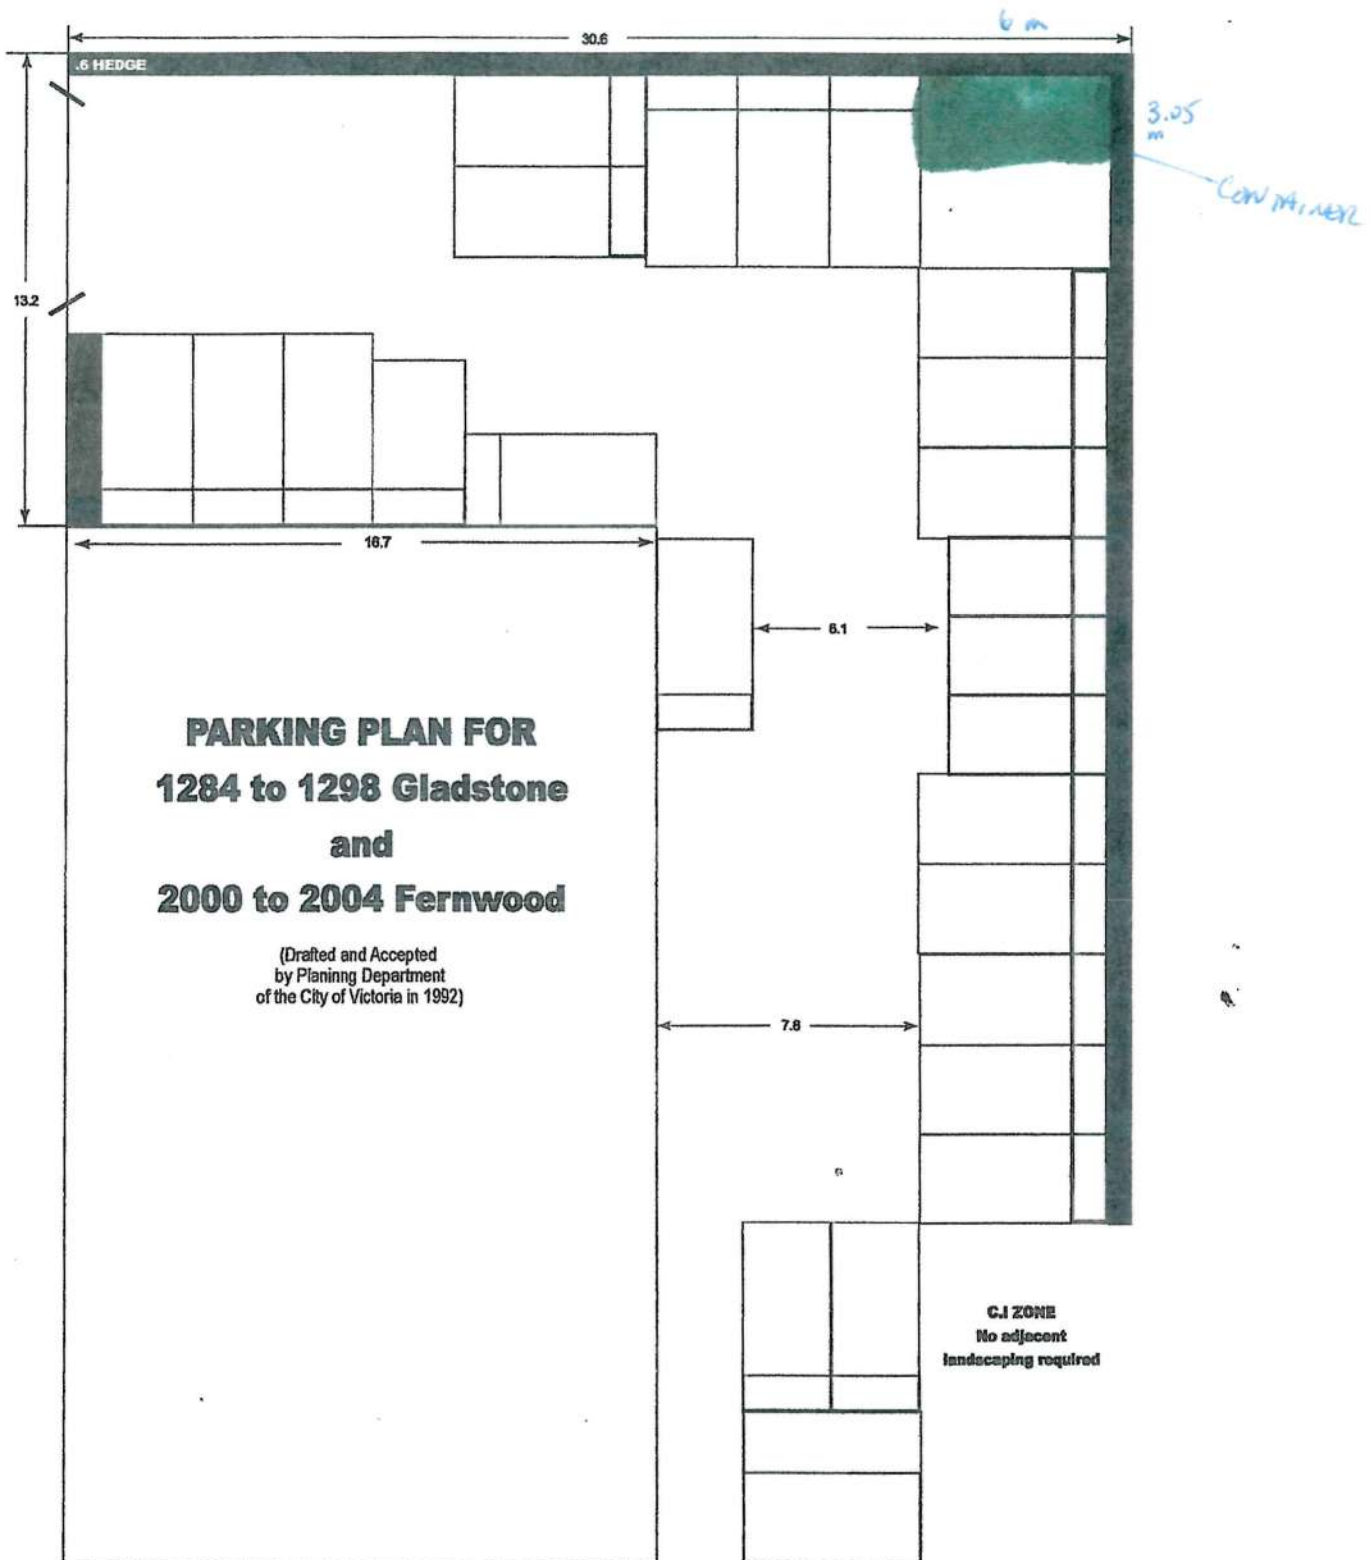 6 m
30.6
.6 HEDGE
3.05
m
CONTAINER
13.2
16.7
6.1
PARKING PLAN FOR
1284 to 1298 Gladstone
and
2000 to 2004 Fernwood
(Drafted and Accepted
by Planinng Department
of the City of Victoria in 1992)
7.6
C.I ZONE
No adjacent
landscaping required